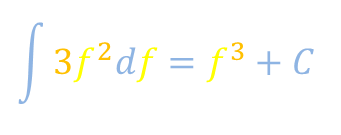 ∫ 3f²df = f³ + C